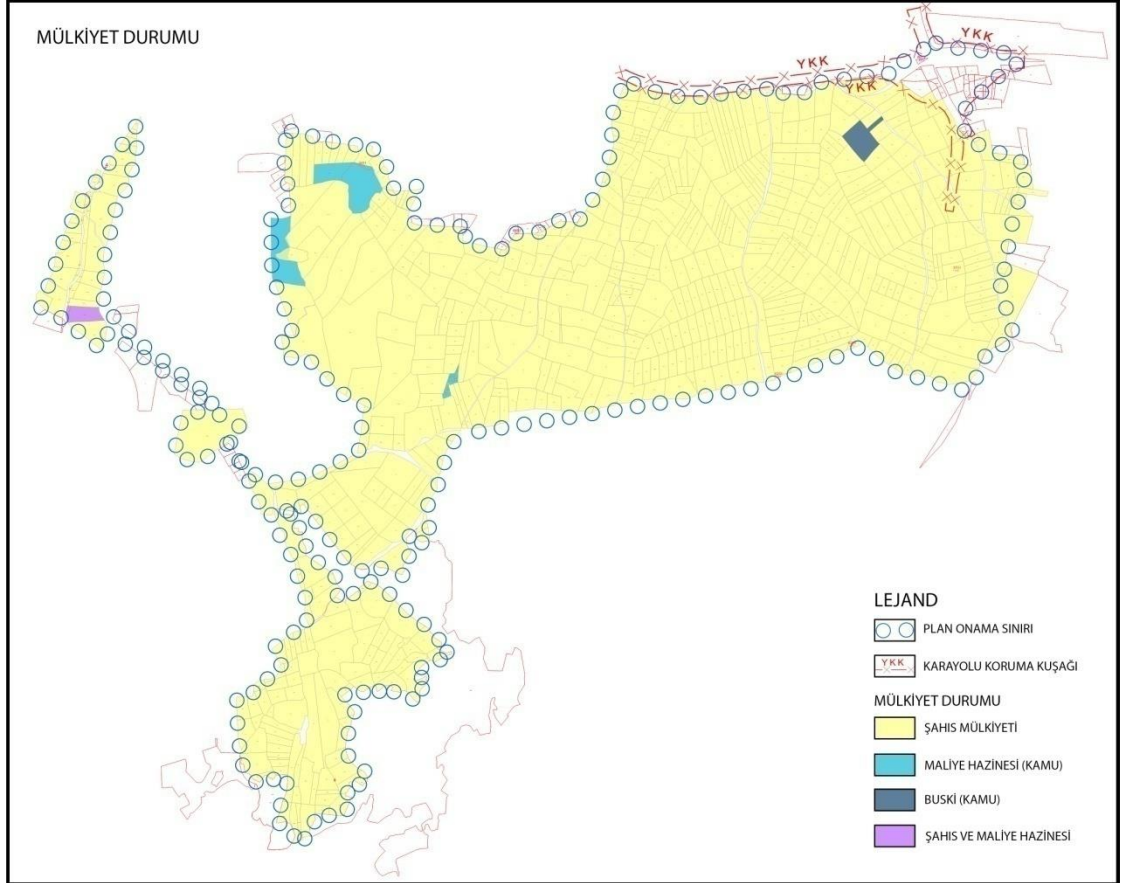 MÜLKİYET DURUMU
YKK
YKK
YKK
LEJAND
PLAN ONAMA SINIRI
YKK
KARAYOLU KORUMA KUŞAĞI
MÜLKİYET DURUMU
ŞAHIS MÜLKİYETİ
MALİYE HAZİNESİ (KAMU)
BUSKİ (KAMU)
ŞAHIS VE MALİYE HAZİNESİ